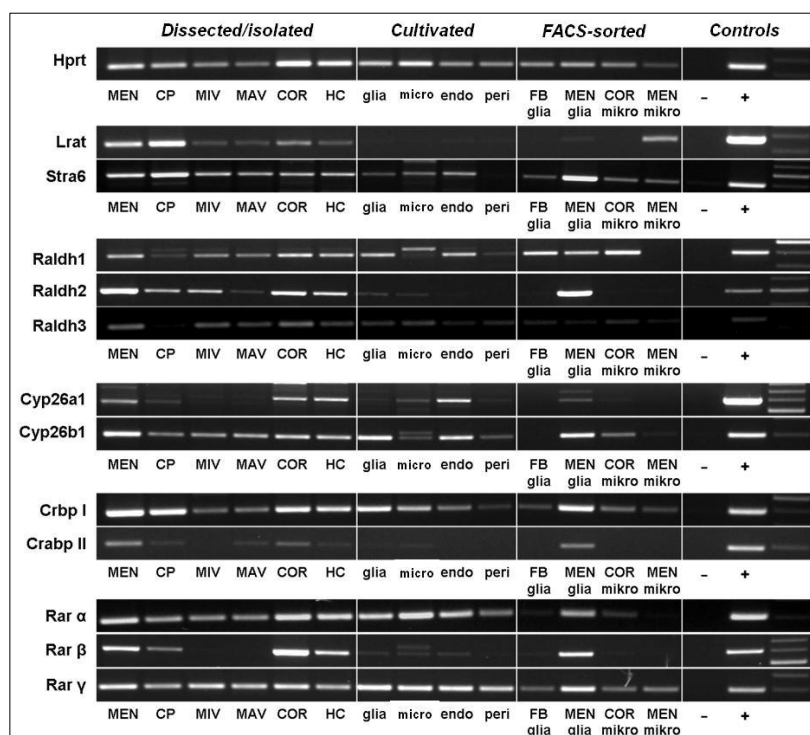 Dissected/isolated Cultivated FACS-sorted Controls
Hprt
MEN CP MIV MAV COR HC glia micro endo peri FB glia MEN glia COR mikro MEN mikro – +
Lrat
Stra6
MEN CP MIV MAV COR HC glia micro endo peri FB glia MEN glia COR mikro MEN mikro – +
Raldh1
Raldh2
Raldh3
MEN CP MIV MAV COR HC glia micro endo peri FB glia MEN glia COR mikro MEN mikro – +
Cyp26a1
Cyp26b1
MEN CP MIV MAV COR HC glia micro endo peri FB glia MEN glia COR mikro MEN mikro – +
Crbp I
Crabp II
MEN CP MIV MAV COR HC glia micro endo peri FB glia MEN glia COR mikro MEN mikro – +
Rar α
Rar β
Rar γ
MEN CP MIV MAV COR HC glia micro endo peri FB glia MEN glia COR mikro MEN mikro – +